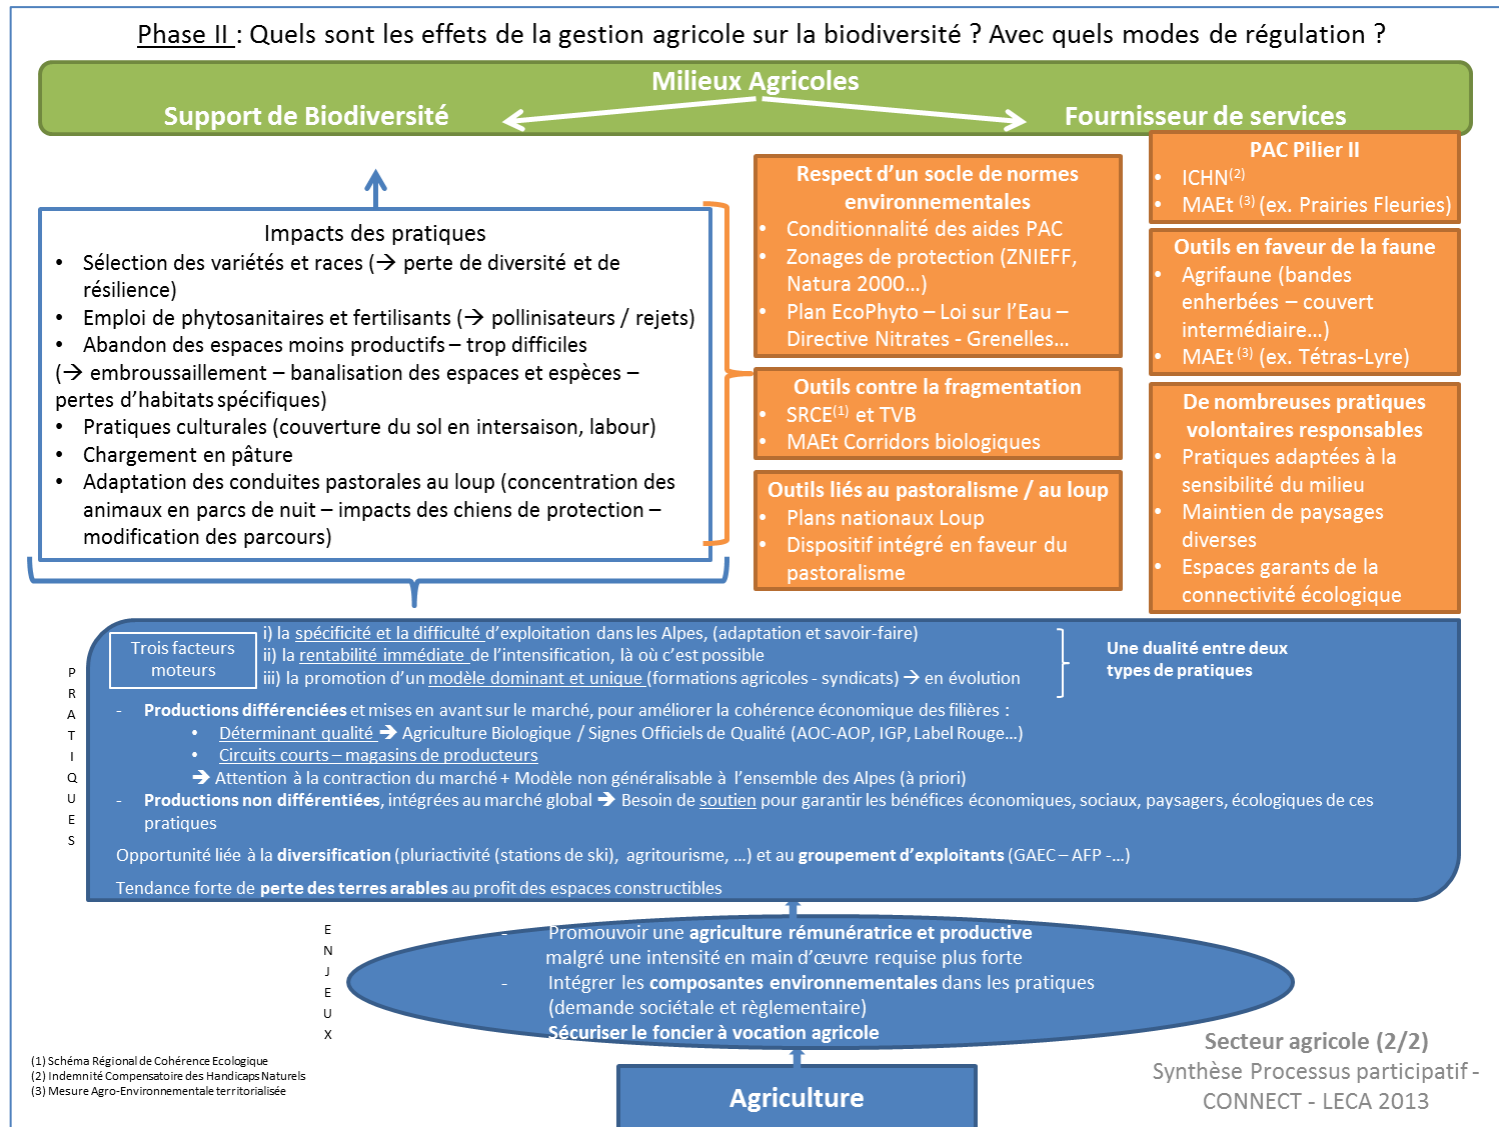 Phase II : Quels sont les effets de la gestion agricole sur la biodiversité ? Avec quels modes de régulation ?
Milieux Agricoles
Support de Biodiversité
Fournisseur de services
Impacts des pratiques
• Sélection des variétés et races (→ perte de diversité et de
résilience)
• Emploi de phytosanitaires et fertilisants (→ pollinisateurs / rejets)
• Abandon des espaces moins productifs – trop difficiles
(→ embroussaillement – banalisation des espaces et espèces –
pertes d'habitats spécifiques)
• Pratiques culturales (couverture du sol en intersaison, labour)
• Chargement en pâture
• Adaptation des conduites pastorales au loup (concentration des
animaux en parcs de nuit – impacts des chiens de protection –
modification des parcours)
Respect d'un socle de normes
environnementales
• Conditionnalité des aides PAC
• Zonages de protection (ZNIEFF,
Natura 2000…)
• Plan EcoPhyto – Loi sur l'Eau –
Directive Nitrates - Grenelles…
Outils contre la fragmentation
• SRCE(1) et TVB
• MAEt Corridors biologiques
Outils liés au pastoralisme / au loup
• Plans nationaux Loup
• Dispositif intégré en faveur du
pastoralisme
PAC Pilier II
• ICHN(2)
• MAEt (3) (ex. Prairies Fleuries)
Outils en faveur de la faune
• Agrifaune (bandes
enherbées – couvert
intermédiaire…)
• MAEt (3) (ex. Tétras-Lyre)
De nombreuses pratiques
volontaires responsables
• Pratiques adaptées à la
sensibilité du milieu
• Maintien de paysages
diverses
• Espaces garants de la
connectivité écologique
PRATIQUES
Trois facteurs
moteurs
i) la spécificité et la difficulté d'exploitation dans les Alpes, (adaptation et savoir-faire)
ii) la rentabilité immédiate de l'intensification, là où c'est possible
iii) la promotion d'un modèle dominant et unique (formations agricoles - syndicats) → en évolution
Une dualité entre deux
types de pratiques
- Productions différenciées et mises en avant sur le marché, pour améliorer la cohérence économique des filières :
• Déterminant qualité ➔ Agriculture Biologique / Signes Officiels de Qualité (AOC-AOP, IGP, Label Rouge…)
• Circuits courts – magasins de producteurs
➔ Attention à la contraction du marché + Modèle non généralisable à l'ensemble des Alpes (à priori)
- Productions non différentiées, intégrées au marché global ➔ Besoin de soutien pour garantir les bénéfices économiques, sociaux, paysagers, écologiques de ces
pratiques
Opportunité liée à la diversification (pluriactivité (stations de ski), agritourisme, …) et au groupement d'exploitants (GAEC – AFP -…)
Tendance forte de perte des terres arables au profit des espaces constructibles
ENJEUX
- Promouvoir une agriculture rémunératrice et productive
malgré une intensité en main d'œuvre requise plus forte
- Intégrer les composantes environnementales dans les pratiques
(demande sociétale et règlementaire)
- Sécuriser le foncier à vocation agricole
Agriculture
(1) Schéma Régional de Cohérence Ecologique
(2) Indemnité Compensatoire des Handicaps Naturels
(3) Mesure Agro-Environnementale territorialisée
Secteur agricole (2/2)
Synthèse Processus participatif -
CONNECT - LECA 2013